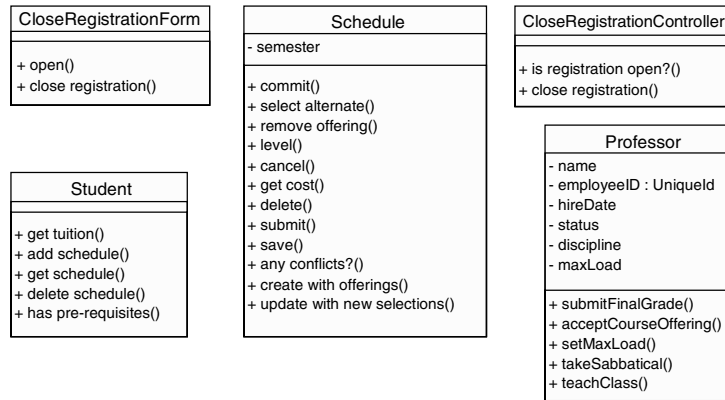 CloseRegistrationForm
+ open()
+ close registration()
Schedule
- semester
+ commit()
+ select alternate()
+ remove offering()
+ level()
+ cancel()
+ get cost()
+ delete()
+ submit()
+ save()
+ any conflicts?()
+ create with offerings()
+ update with new selections()
CloseRegistrationController
+ is registration open?()
+ close registration()
Student
+ get tuition()
+ add schedule()
+ get schedule()
+ delete schedule()
+ has pre-requisites()
Professor
- name
- employeeID : UniqueId
- hireDate
- status
- discipline
- maxLoad
+ submitFinalGrade()
+ acceptCourseOffering()
+ setMaxLoad()
+ takeSabbatical()
+ teachClass()